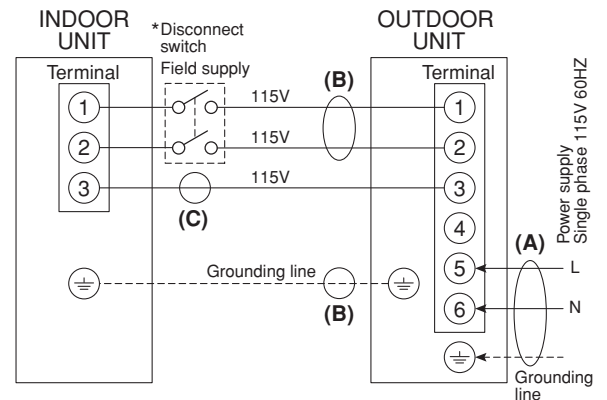 INDOOR
UNIT
*Disconnect
switch
Field supply
OUTDOOR
UNIT
Terminal
Terminal
(B)
1
115V
1
2
115V
2
3
115V
3
(C)
4
Power supply
Single phase 115V 60HZ
(A)
5
L
Grounding line
(B)
6
N
Grounding
line